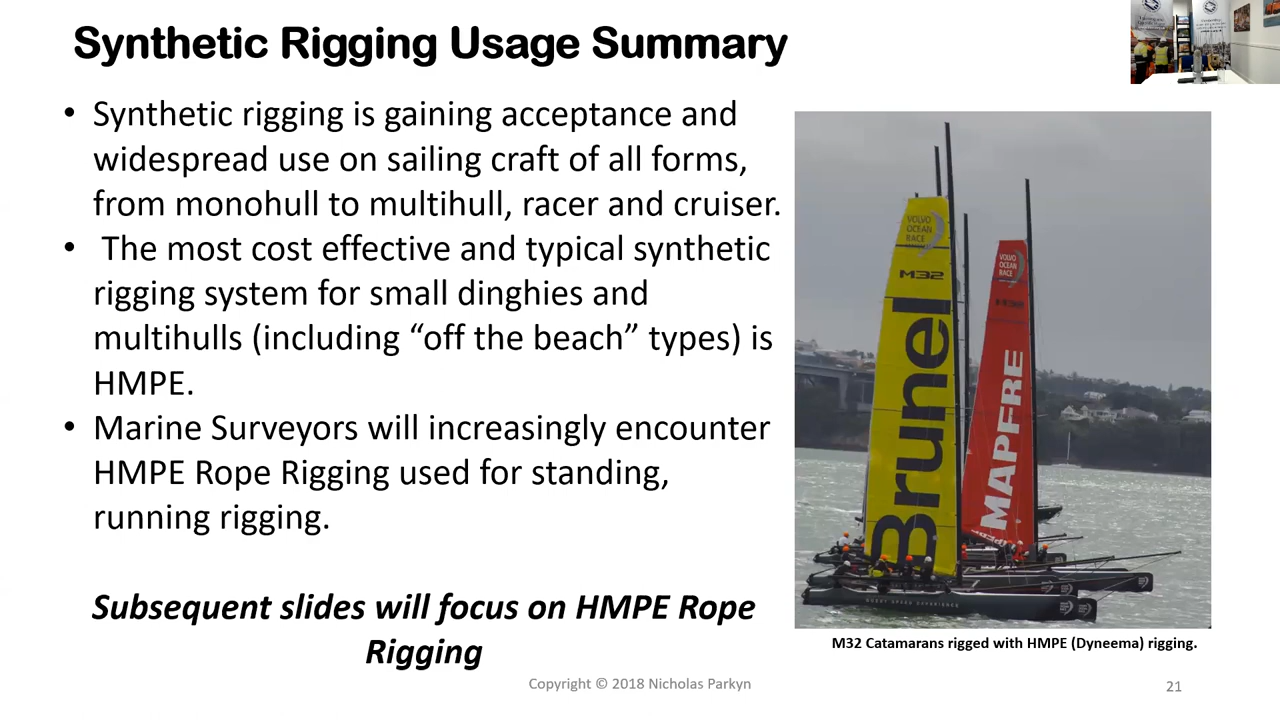 Synthetic Rigging Usage Summary
• Synthetic rigging is gaining acceptance and
widespread use on sailing craft of all forms,
from monohull to multihull, racer and cruiser.
• The most cost effective and typical synthetic
rigging system for small dinghies and
multihulls (including “off the beach” types) is
HMPE.
• Marine Surveyors will increasingly encounter
HMPE Rope Rigging used for standing,
running rigging.
Subsequent slides will focus on HMPE Rope
Rigging
VOLVO
OCEAN
RACE
M32
Brunel
VOLVO
OCEAN
RACE
MAPFRE
M32 Catamarans rigged with HMPE (Dyneema) rigging.
Copyright © 2018 Nicholas Parkyn
21